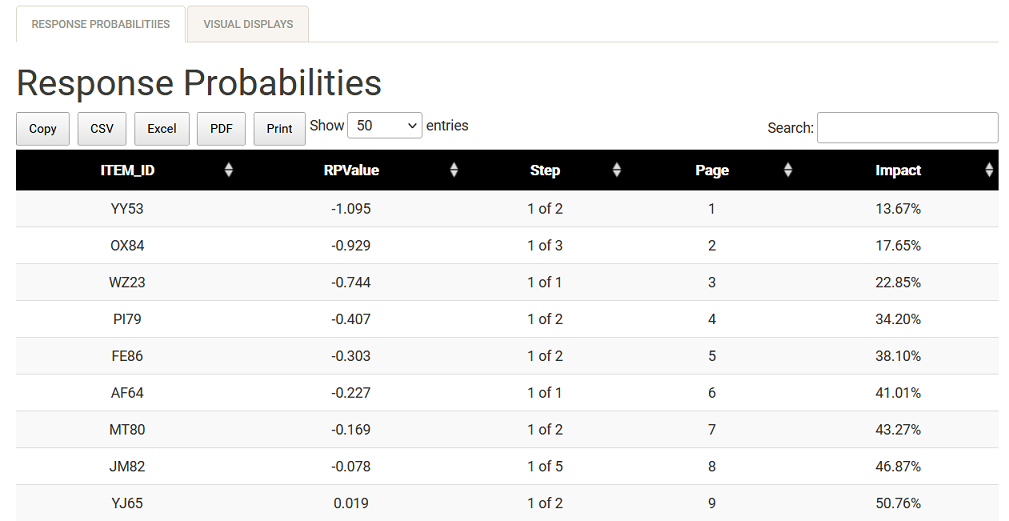 RESPONSE PROBABILITIIES VISUAL DISPLAYS
Response Probabilities
Copy CSV Excel PDF Print Show 50 entries Search:
ITEM_ID RPValue Step Page Impact
YY53 -1.095 1 of 2 1 13.67%
OX84 -0.929 1 of 3 2 17.65%
WZ23 -0.744 1 of 1 3 22.85%
PI79 -0.407 1 of 2 4 34.20%
FE86 -0.303 1 of 2 5 38.10%
AF64 -0.227 1 of 1 6 41.01%
MT80 -0.169 1 of 2 7 43.27%
JM82 -0.078 1 of 5 8 46.87%
YJ65 0.019 1 of 2 9 50.76%